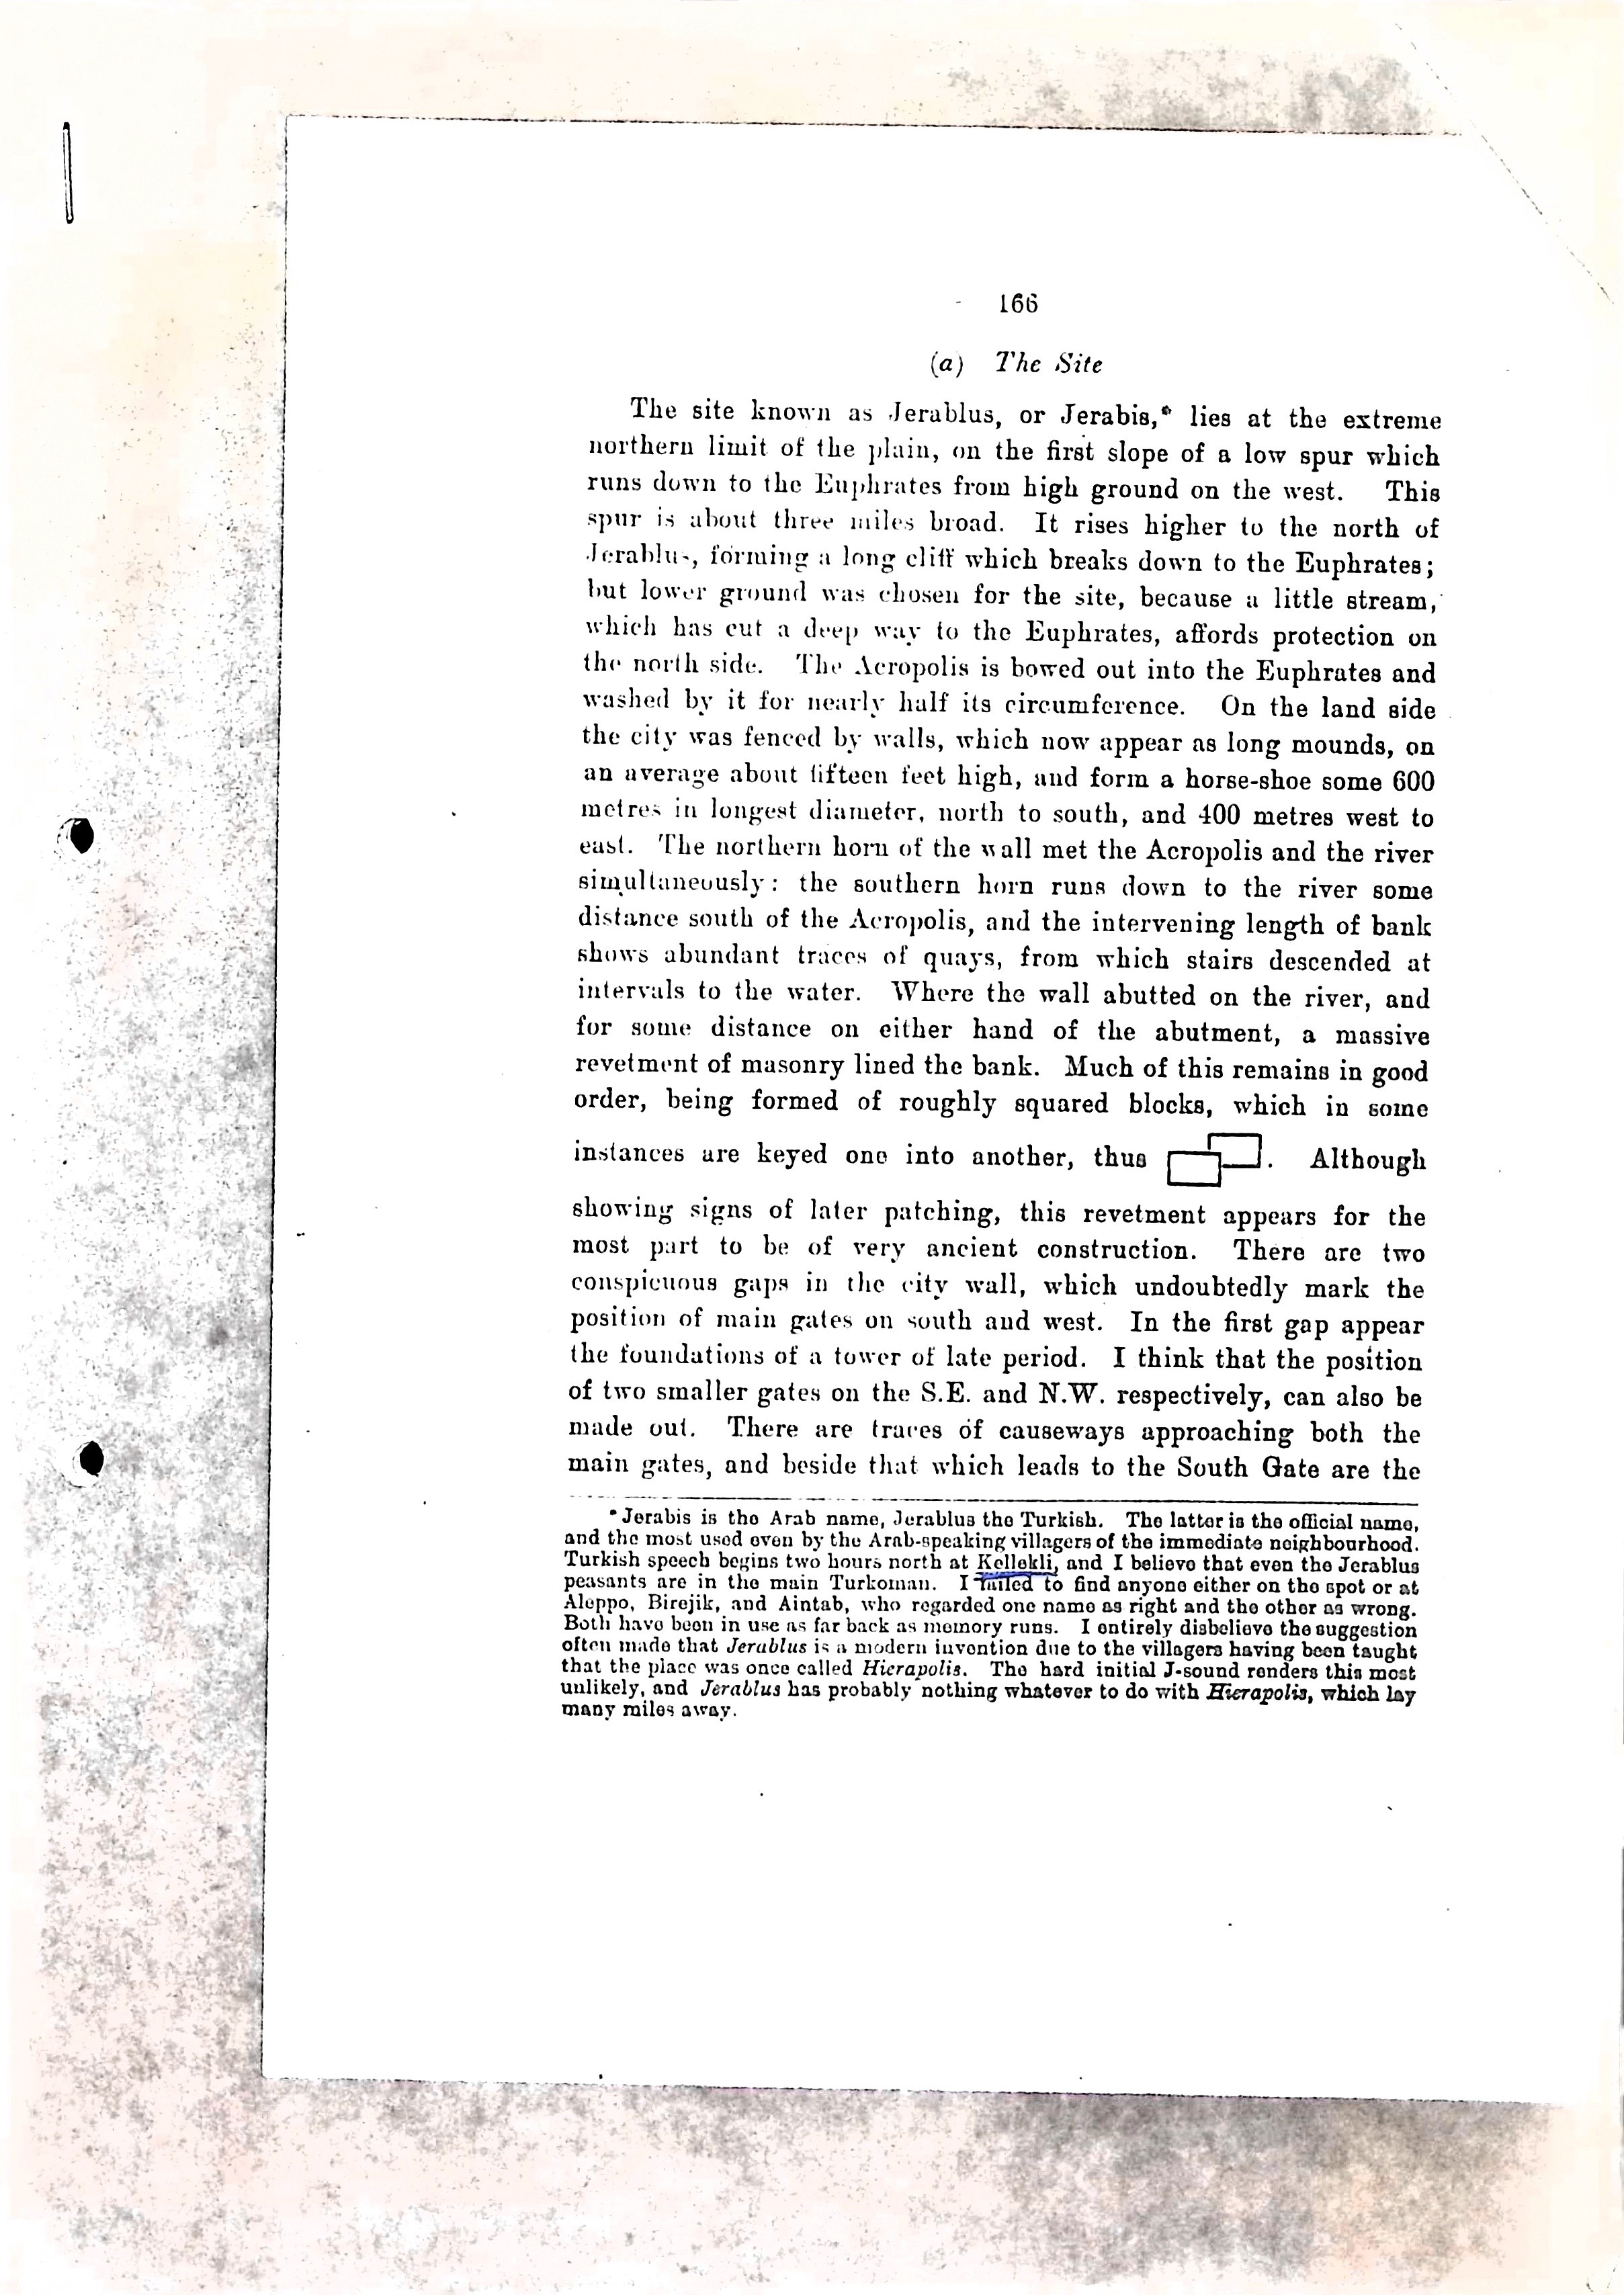 166
(a) The Site
The site known as Jerablus, or Jerabis,* lies at the extreme
northern limit of the plain, on the first slope of a low spur which
runs down to the Euphrates from high ground on the west. This
spur is about three miles broad. It rises higher to the north of
Jerablus, forming a long cliff which breaks down to the Euphrates;
but lower ground was chosen for the site, because a little stream,
which has cut a deep way to the Euphrates, affords protection on
the north side. The Acropolis is bowed out into the Euphrates and
washed by it for nearly half its circumference. On the land side
the city was fenced by walls, which now appear as long mounds, on
an average about fifteen feet high, and form a horse-shoe some 600
metres in longest diameter, north to south, and 400 metres west to
east. The northern horn of the wall met the Acropolis and the river
simultaneously: the southern horn runs down to the river some
distance south of the Acropolis, and the intervening length of bank
shows abundant traces of quays, from which stairs descended at
intervals to the water. Where the wall abutted on the river, and
for some distance on either hand of the abutment, a massive
revetment of masonry lined the bank. Much of this remains in good
order, being formed of roughly squared blocks, which in some
instances are keyed one into another, thus . Although
showing signs of later patching, this revetment appears for the
most part to be of very ancient construction. There are two
conspicuous gaps in the city wall, which undoubtedly mark the
position of main gates on south and west. In the first gap appear
the foundations of a tower of late period. I think that the position
of two smaller gates on the S.E. and N.W. respectively, can also be
made out. There are traces of causeways approaching both the
main gates, and beside that which leads to the South Gate are the
* Jerabis is the Arab name, Jerablus the Turkish. The latter is the official name,
and the most used even by the Arab-speaking villagers of the immediate neighbourhood.
Turkish speech begins two hours north at Kellekli, and I believe that even the Jerablus
peasants are in the main Turkoman. I failed to find anyone either on the spot or at
Aleppo, Birejik, and Aintab, who regarded one name as right and the other as wrong.
Both have been in use as far back as memory runs. I entirely disbelieve the suggestion
often made that Jerablus is a modern invention due to the villagers having been taught
that the place was once called Hierapolis. The hard initial J-sound renders this most
unlikely, and Jerablus has probably nothing whatever to do with Hierapolis, which lay
many miles away.